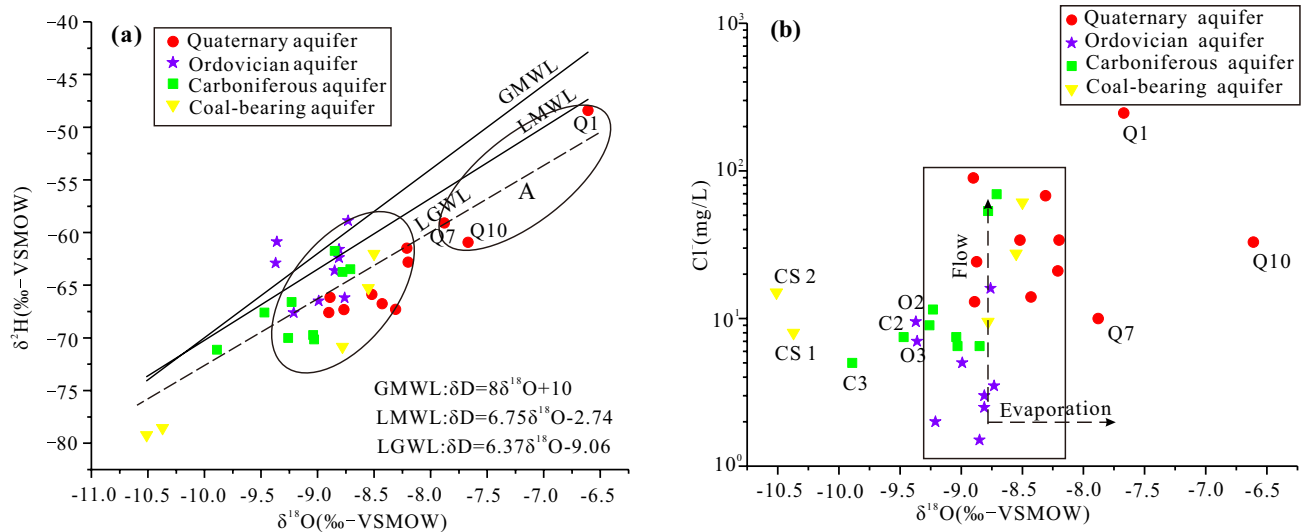 (a)
Quaternary aquifer
Ordovician aquifer
Carboniferous aquifer
Coal-bearing aquifer
GMWL
LMWL
LGWL
Q1
A
Q7
Q10
GMWL:δD=8δ¹⁸O+10
LMWL:δD=6.75δ¹⁸O-2.74
LGWL:δD=6.37δ¹⁸O-9.06
−40
−45
−50
−55
−60
−65
−70
−75
−80
δ²H(‰−VSMOW)
-11.0 -10.5 -10.0 -9.5 -9.0 -8.5 -8.0 -7.5 -7.0 -6.5
δ¹⁸O(‰−VSMOW)
(b)
Quaternary aquifer
Ordovician aquifer
Carboniferous aquifer
Coal-bearing aquifer
Q1
Q10
Q7
CS 2
CS 1
O2
C2
O3
C3
Flow
Evaporation
10³
10²
10¹
10⁰
Cl (mg/L)
-10.5 -10.0 -9.5 -9.0 -8.5 -8.0 -7.5 -7.0 -6.5
δ¹⁸O(‰−VSMOW)